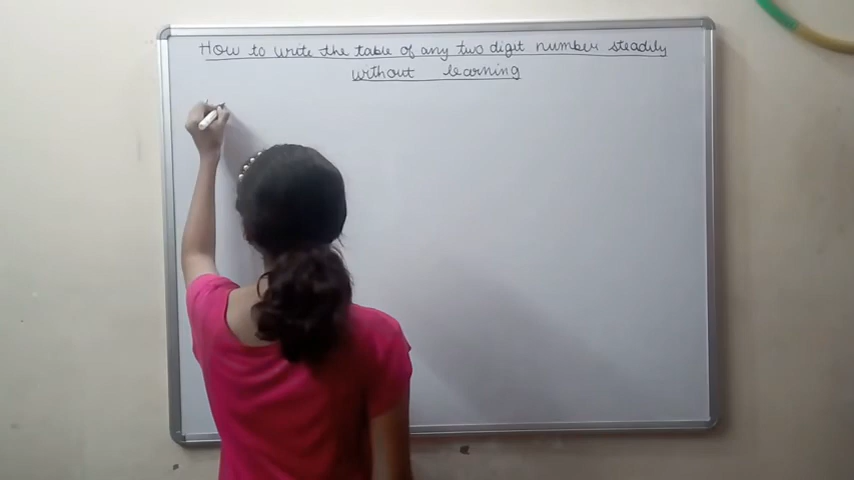 How to write the table of any two digit number steadily
without learning